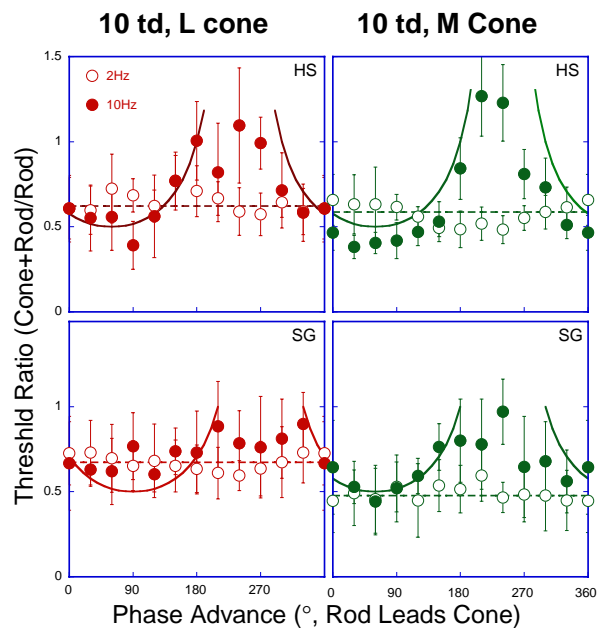 10 td, L cone
10 td, M Cone
1.5
HS
HS
2Hz
10Hz
1
0.5
0
SG
SG
1
0.5
0
Threshld Ratio (Cone+Rod/Rod)
0
90
180
270
0
90
180
270
360
Phase Advance (°, Rod Leads Cone)